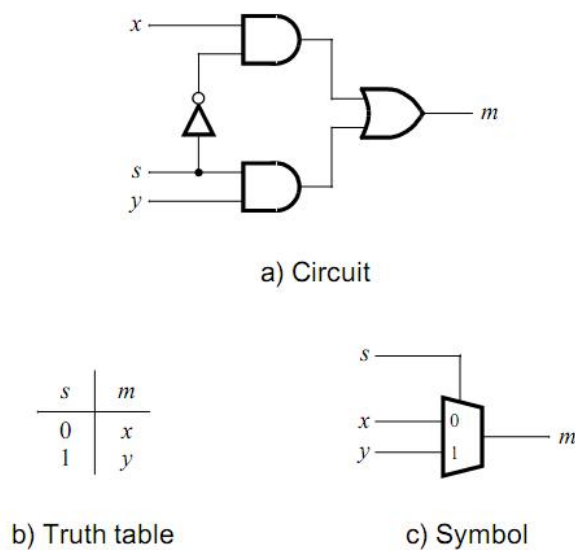 x
m
s
y
a) Circuit
s m
0 x
1 y
b) Truth table
s
x 0
m
y 1
c) Symbol